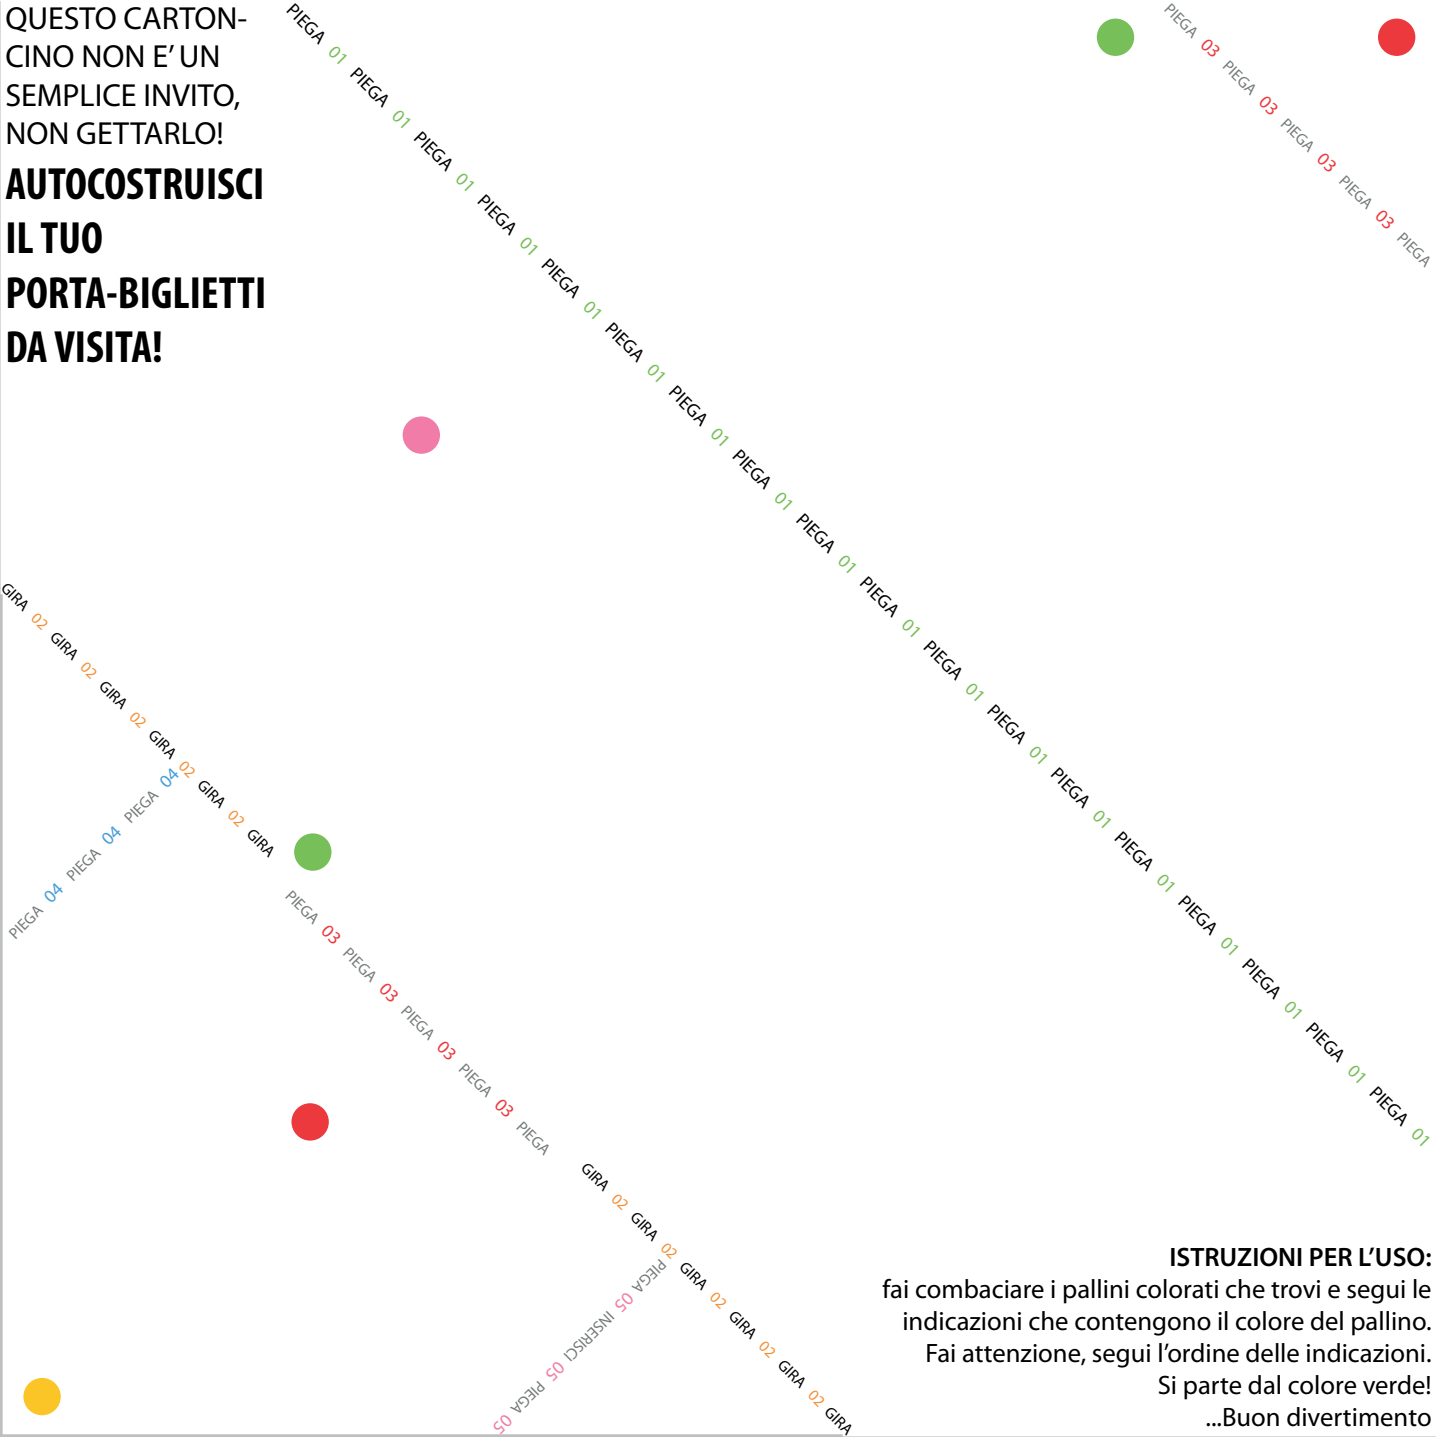 QUESTO CARTON-
CINO NON E' UN
SEMPLICE INVITO,
NON GETTARLO!
AUTOCOSTRUISCI
IL TUO
PORTA-BIGLIETTI
DA VISITA!
PIEGA 01 PIEGA 01 PIEGA 01 PIEGA 01 PIEGA 01 PIEGA 01 PIEGA 01 PIEGA 01 PIEGA 01 PIEGA 01 PIEGA 01 PIEGA 01 PIEGA 01 PIEGA 01 PIEGA 01 PIEGA 01 PIEGA 01 PIEGA 01
PIEGA 03 PIEGA 03 PIEGA 03 PIEGA 03 PIEGA
GIRA 02 GIRA 02 GIRA 02 GIRA 02 GIRA 02 GIRA
PIEGA 04 PIEGA 04 PIEGA 04
PIEGA 03 PIEGA 03 PIEGA 03 PIEGA 03 PIEGA
GIRA 02 GIRA 02 GIRA 02 GIRA 02 GIRA 02 GIRA
PIEGA 05 INSERISCI 05 PIEGA 05
ISTRUZIONI PER L'USO:
fai combaciare i pallini colorati che trovi e segui le
indicazioni che contengono il colore del pallino.
Fai attenzione, segui l'ordine delle indicazioni.
Si parte dal colore verde!
...Buon divertimento